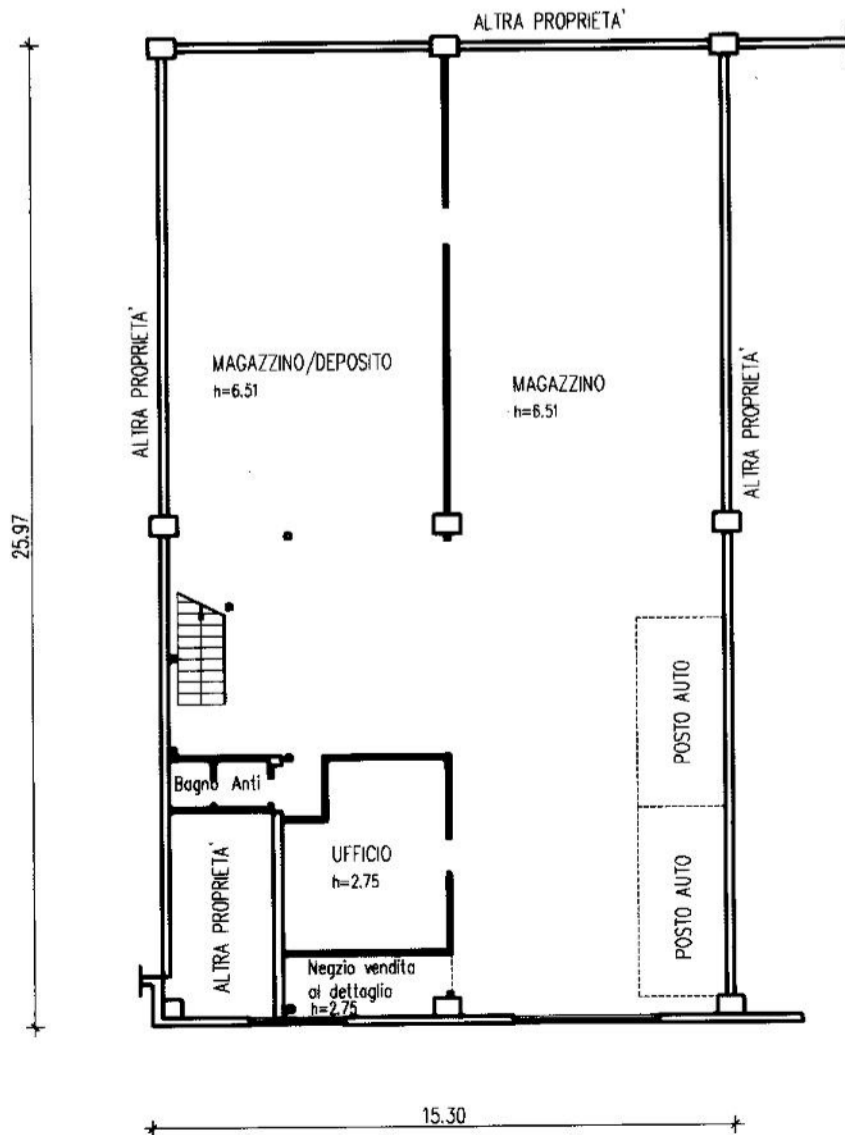 ALTRA PROPRIETA'
ALTRA PROPRIETA'
MAGAZZINO/DEPOSITO
h=6.51
MAGAZZINO
h=6.51
ALTRA PROPRIETA'
25.97
POSTO AUTO
Bagno Anti
UFFICIO
h=2.75
ALTRA PROPRIETA'
POSTO AUTO
Negzio vendita
al dettaglia
h=2.75
15.30